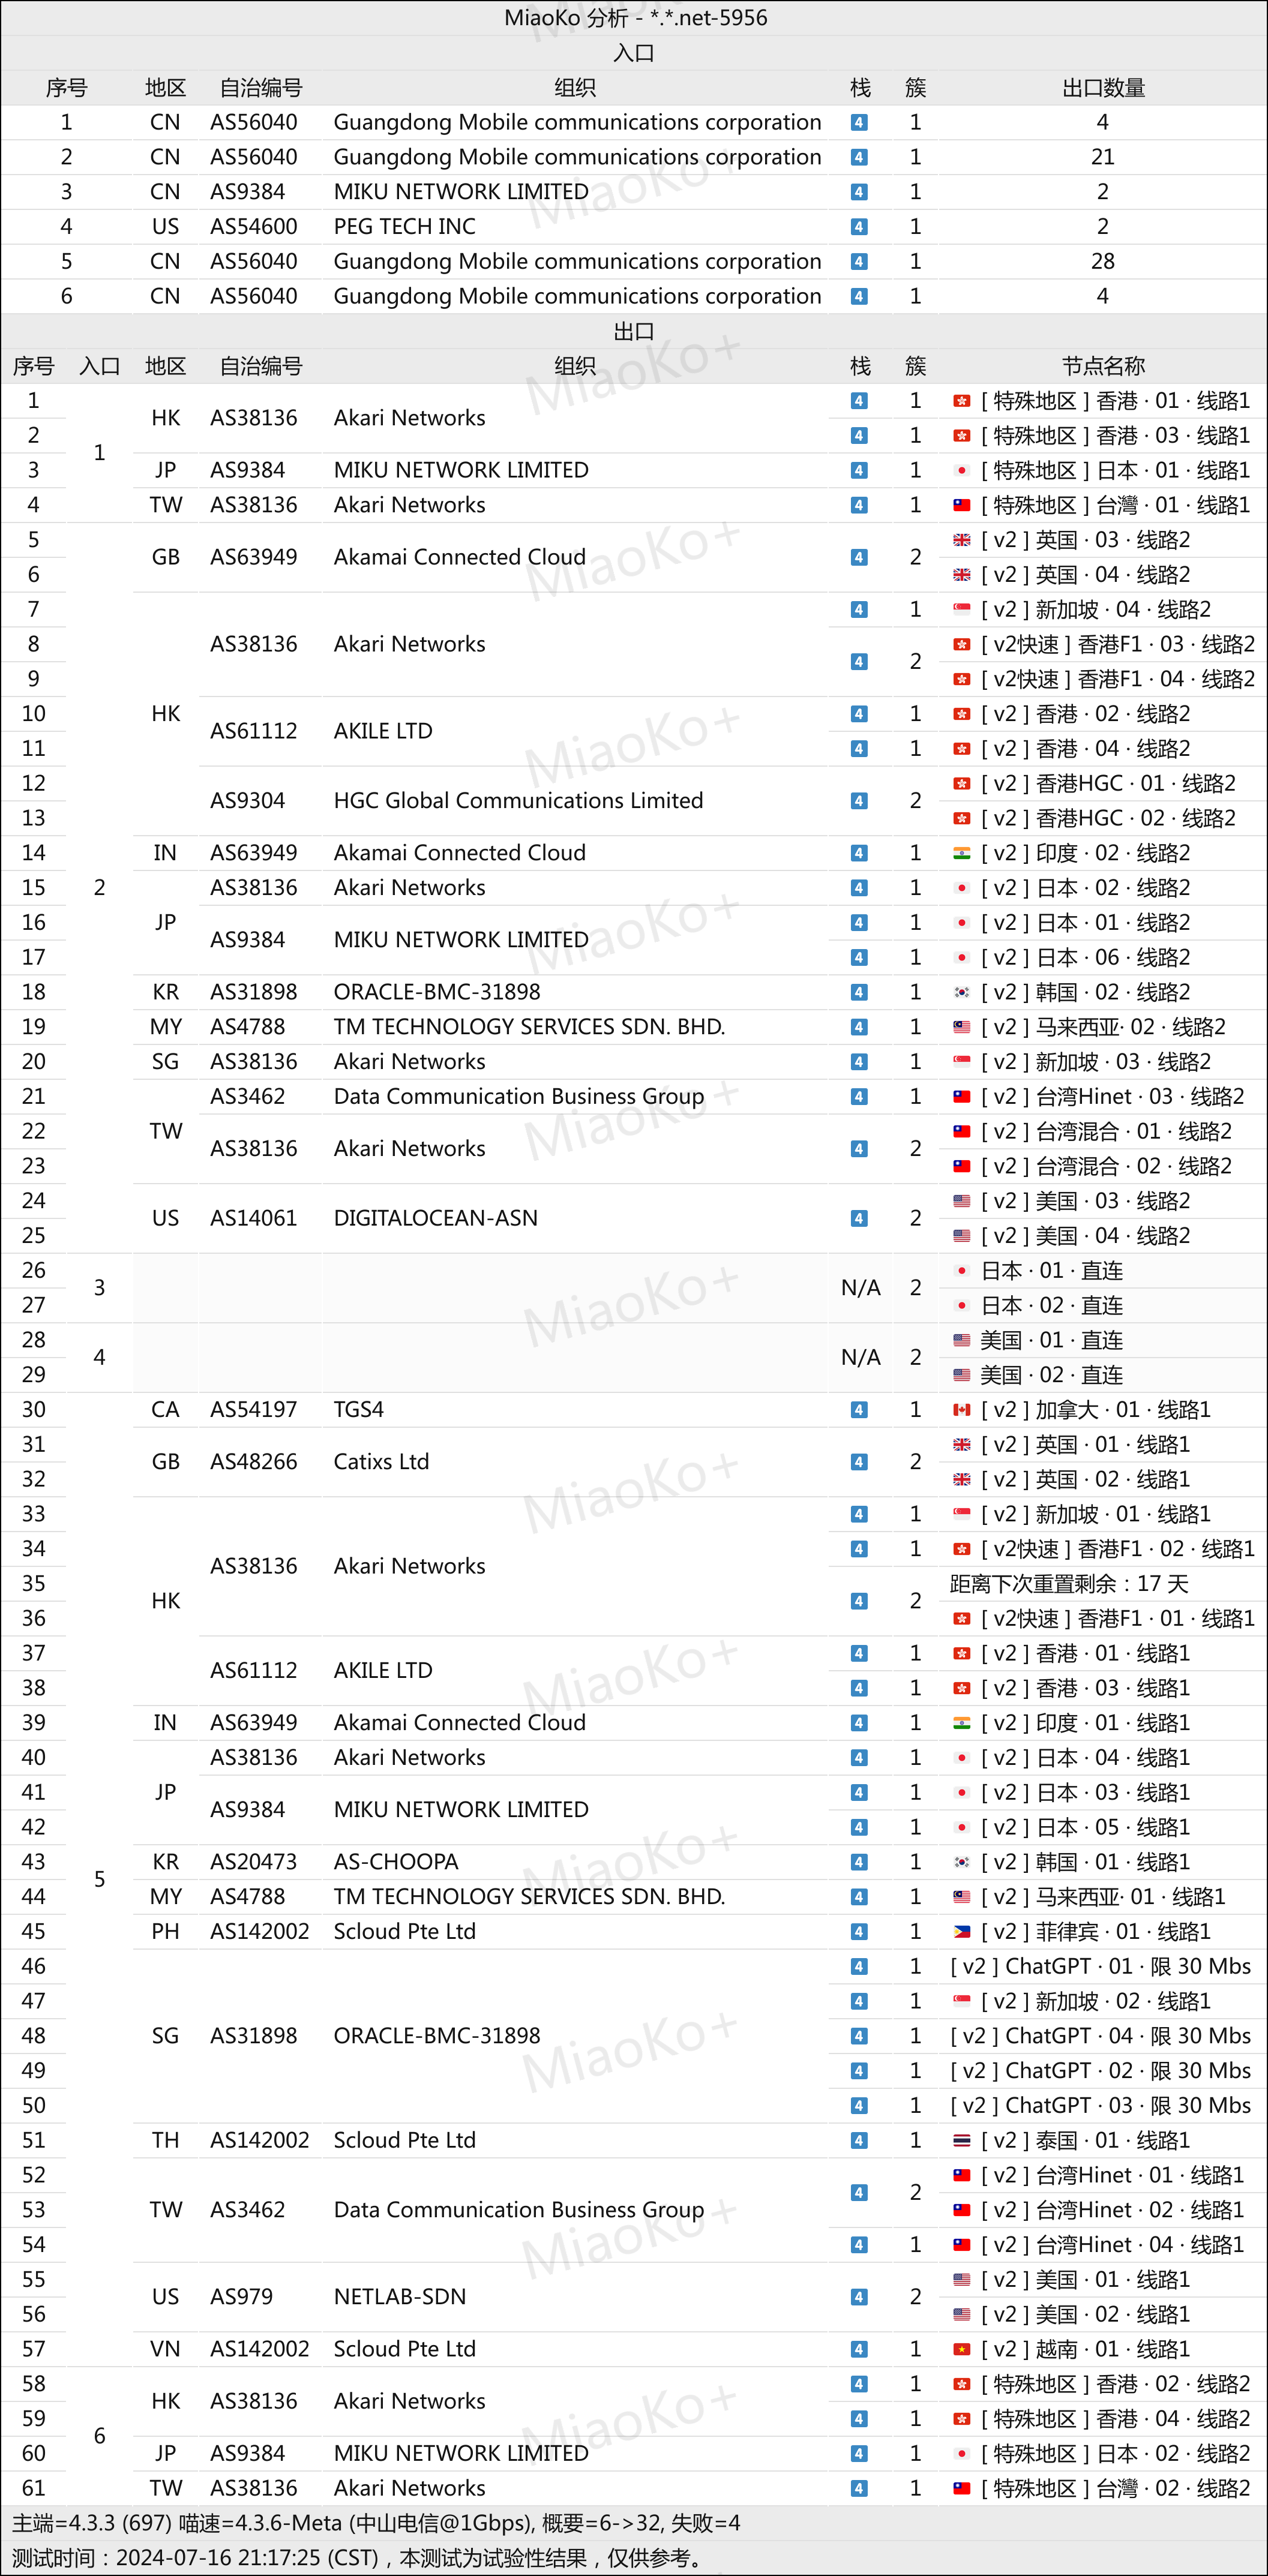 MiaoKo 分析 - *.*.net-5956
入口
序号 地区 自治编号 组织 栈 簇 出口数量
1 CN AS56040 Guangdong Mobile communications corporation 4 1 4
2 CN AS56040 Guangdong Mobile communications corporation 4 1 21
3 CN AS9384 MIKU NETWORK LIMITED 4 1 2
4 US AS54600 PEG TECH INC 4 1 2
5 CN AS56040 Guangdong Mobile communications corporation 4 1 28
6 CN AS56040 Guangdong Mobile communications corporation 4 1 4
出口
序号 入口 地区 自治编号 组织 栈 簇 节点名称
1 1 HK AS38136 Akari Networks 4 1 [ 特殊地区 ] 香港 · 01 · 线路1
2 4 1 [ 特殊地区 ] 香港 · 03 · 线路1
3 JP AS9384 MIKU NETWORK LIMITED 4 1 [ 特殊地区 ] 日本 · 01 · 线路1
4 TW AS38136 Akari Networks 4 1 [ 特殊地区 ] 台灣 · 01 · 线路1
5 2 GB AS63949 Akamai Connected Cloud 4 2 [ v2 ] 英国 · 03 · 线路2
6 [ v2 ] 英国 · 04 · 线路2
7 HK AS38136 Akari Networks 4 1 [ v2 ] 新加坡 · 04 · 线路2
8 4 2 [ v2快速 ] 香港F1 · 03 · 线路2
9 [ v2快速 ] 香港F1 · 04 · 线路2
10 AS61112 AKILE LTD 4 1 [ v2 ] 香港 · 02 · 线路2
11 4 1 [ v2 ] 香港 · 04 · 线路2
12 AS9304 HGC Global Communications Limited 4 2 [ v2 ] 香港HGC · 01 · 线路2
13 [ v2 ] 香港HGC · 02 · 线路2
14 IN AS63949 Akamai Connected Cloud 4 1 [ v2 ] 印度 · 02 · 线路2
15 JP AS38136 Akari Networks 4 1 [ v2 ] 日本 · 02 · 线路2
16 AS9384 MIKU NETWORK LIMITED 4 1 [ v2 ] 日本 · 01 · 线路2
17 4 1 [ v2 ] 日本 · 06 · 线路2
18 KR AS31898 ORACLE-BMC-31898 4 1 [ v2 ] 韩国 · 02 · 线路2
19 MY AS4788 TM TECHNOLOGY SERVICES SDN. BHD. 4 1 [ v2 ] 马来西亚· 02 · 线路2
20 SG AS38136 Akari Networks 4 1 [ v2 ] 新加坡 · 03 · 线路2
21 TW AS3462 Data Communication Business Group 4 1 [ v2 ] 台湾Hinet · 03 · 线路2
22 AS38136 Akari Networks 4 2 [ v2 ] 台湾混合 · 01 · 线路2
23 [ v2 ] 台湾混合 · 02 · 线路2
24 US AS14061 DIGITALOCEAN-ASN 4 2 [ v2 ] 美国 · 03 · 线路2
25 [ v2 ] 美国 · 04 · 线路2
26 3 N/A 2 日本 · 01 · 直连
27 日本 · 02 · 直连
28 4 N/A 2 美国 · 01 · 直连
29 美国 · 02 · 直连
30 5 CA AS54197 TGS4 4 1 [ v2 ] 加拿大 · 01 · 线路1
31 GB AS48266 Catixs Ltd 4 2 [ v2 ] 英国 · 01 · 线路1
32 [ v2 ] 英国 · 02 · 线路1
33 HK AS38136 Akari Networks 4 1 [ v2 ] 新加坡 · 01 · 线路1
34 4 1 [ v2快速 ] 香港F1 · 02 · 线路1
35 4 2 距离下次重置剩余：17 天
36 [ v2快速 ] 香港F1 · 01 · 线路1
37 AS61112 AKILE LTD 4 1 [ v2 ] 香港 · 01 · 线路1
38 4 1 [ v2 ] 香港 · 03 · 线路1
39 IN AS63949 Akamai Connected Cloud 4 1 [ v2 ] 印度 · 01 · 线路1
40 JP AS38136 Akari Networks 4 1 [ v2 ] 日本 · 04 · 线路1
41 AS9384 MIKU NETWORK LIMITED 4 1 [ v2 ] 日本 · 03 · 线路1
42 4 1 [ v2 ] 日本 · 05 · 线路1
43 KR AS20473 AS-CHOOPA 4 1 [ v2 ] 韩国 · 01 · 线路1
44 MY AS4788 TM TECHNOLOGY SERVICES SDN. BHD. 4 1 [ v2 ] 马来西亚· 01 · 线路1
45 PH AS142002 Scloud Pte Ltd 4 1 [ v2 ] 菲律宾 · 01 · 线路1
46 SG AS31898 ORACLE-BMC-31898 4 1 [ v2 ] ChatGPT · 01 · 限 30 Mbs
47 4 1 [ v2 ] 新加坡 · 02 · 线路1
48 4 1 [ v2 ] ChatGPT · 04 · 限 30 Mbs
49 4 1 [ v2 ] ChatGPT · 02 · 限 30 Mbs
50 4 1 [ v2 ] ChatGPT · 03 · 限 30 Mbs
51 TH AS142002 Scloud Pte Ltd 4 1 [ v2 ] 泰国 · 01 · 线路1
52 TW AS3462 Data Communication Business Group 4 2 [ v2 ] 台湾Hinet · 01 · 线路1
53 [ v2 ] 台湾Hinet · 02 · 线路1
54 4 1 [ v2 ] 台湾Hinet · 04 · 线路1
55 US AS979 NETLAB-SDN 4 2 [ v2 ] 美国 · 01 · 线路1
56 [ v2 ] 美国 · 02 · 线路1
57 VN AS142002 Scloud Pte Ltd 4 1 [ v2 ] 越南 · 01 · 线路1
58 6 HK AS38136 Akari Networks 4 1 [ 特殊地区 ] 香港 · 02 · 线路2
59 4 1 [ 特殊地区 ] 香港 · 04 · 线路2
60 JP AS9384 MIKU NETWORK LIMITED 4 1 [ 特殊地区 ] 日本 · 02 · 线路2
61 TW AS38136 Akari Networks 4 1 [ 特殊地区 ] 台灣 · 02 · 线路2
主端=4.3.3 (697) 喵速=4.3.6-Meta (中山电信@1Gbps), 概要=6->32, 失败=4
测试时间：2024-07-16 21:17:25 (CST)，本测试为试验性结果，仅供参考。